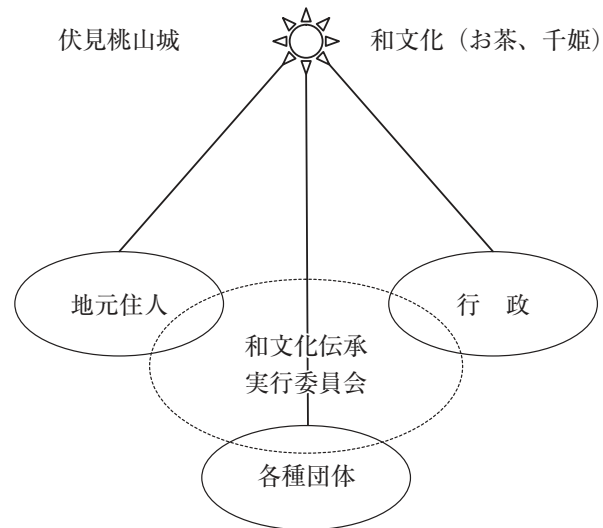 伏見桃山城
和文化（お茶、千姫）
地元住人
行　政
和文化伝承
実行委員会
各種団体